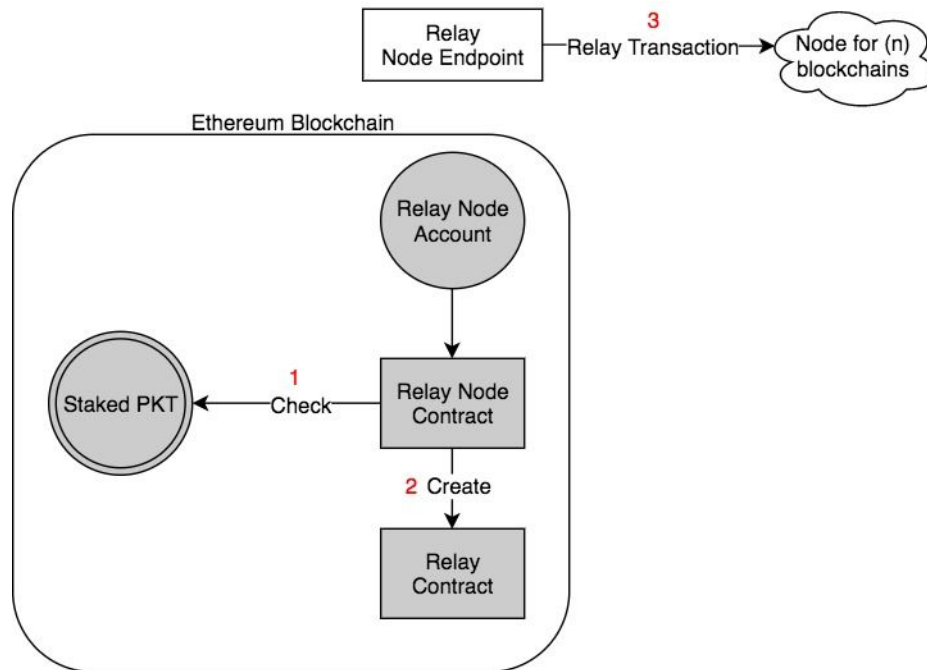 3
Relay
Node Endpoint
Relay Transaction
Node for (n)
blockchains
Ethereum Blockchain
Relay Node
Account
1
Staked PKT
Check
Relay Node
Contract
2 Create
Relay
Contract